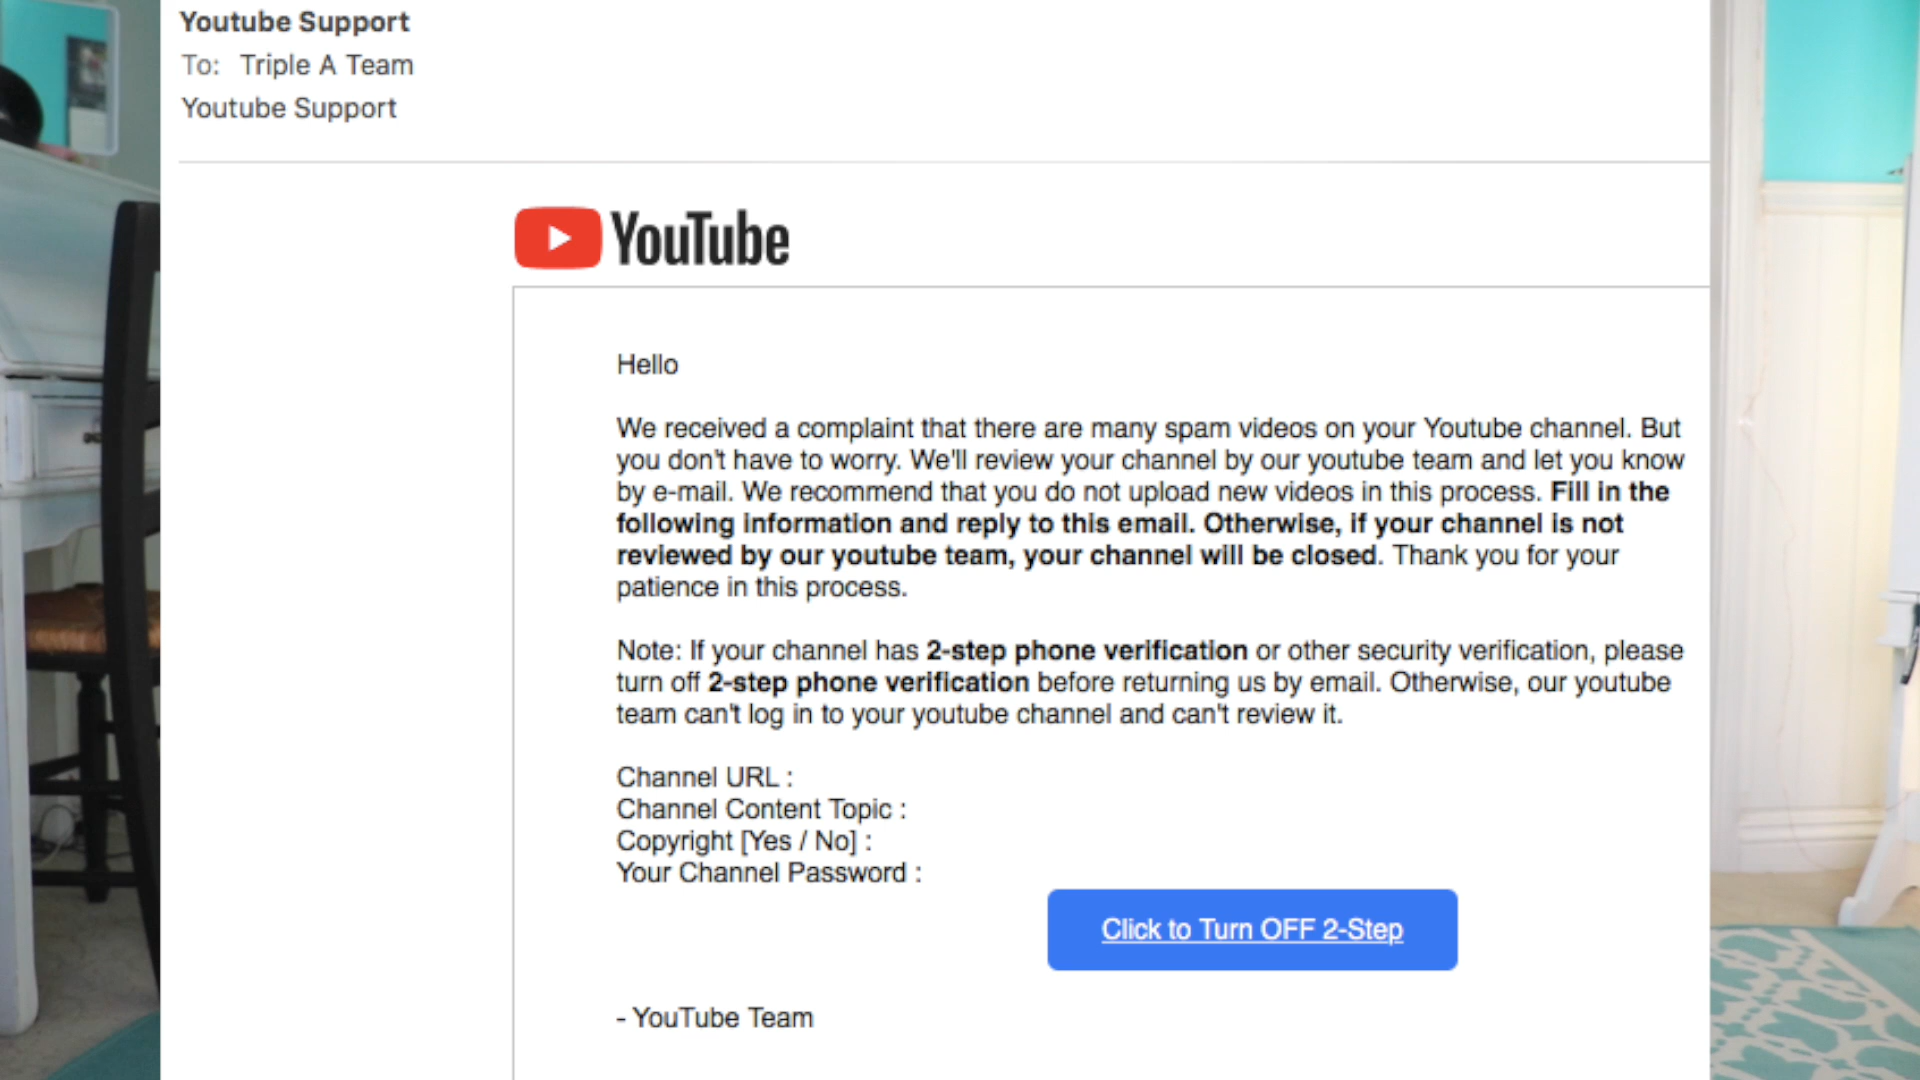 Youtube Support
To: Triple A Team
Youtube Support
YouTube
Hello
We received a complaint that there are many spam videos on your Youtube channel. But
you don't have to worry. We'll review your channel by our youtube team and let you know
by e-mail. We recommend that you do not upload new videos in this process. Fill in the
following information and reply to this email. Otherwise, if your channel is not
reviewed by our youtube team, your channel will be closed. Thank you for your
patience in this process.
Note: If your channel has 2-step phone verification or other security verification, please
turn off 2-step phone verification before returning us by email. Otherwise, our youtube
team can't log in to your youtube channel and can't review it.
Channel URL :
Channel Content Topic :
Copyright [Yes / No] :
Your Channel Password :
Click to Turn OFF 2-Step
- YouTube Team